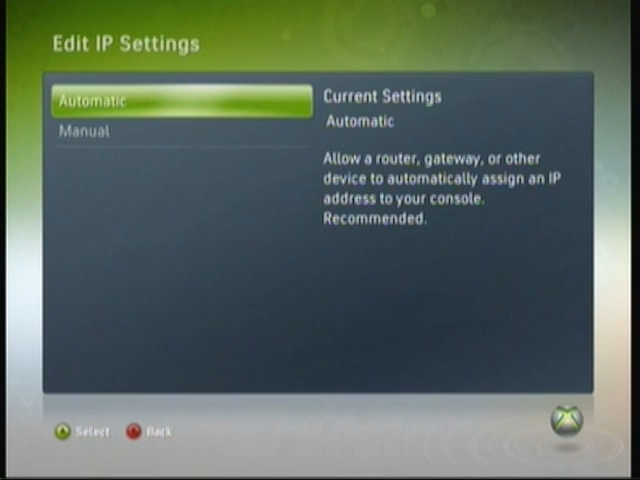 Edit IP Settings
Automatic
Manual
Current Settings
Automatic
Allow a router, gateway, or other
device to automatically assign an IP
address to your console.
Recommended.
Select
Back